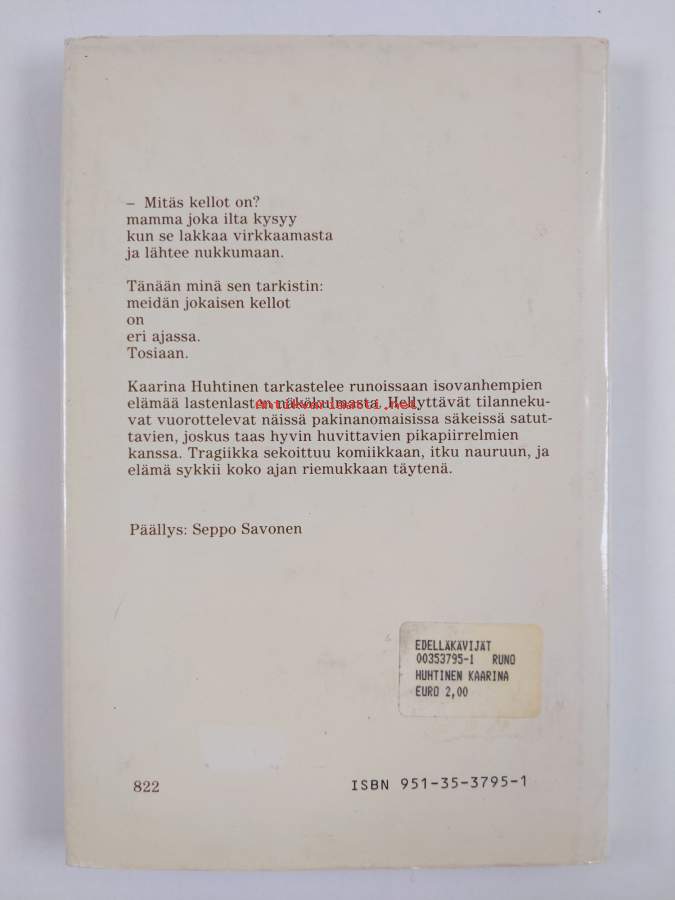 – Mitäs kellot on?
mamma joka ilta kysyy
kun se lakkaa virkkaamasta
ja lähtee nukkumaan.
Tänään minä sen tarkistin:
meidän jokaisen kellot
on
eri ajassa.
Tosiaan.
Kaarina Huhtinen tarkastelee runoissaan isovanhempien
elämää lastenlasten näkökulmasta. Hellyttävät tilanneku-
vat vuorottelevat näissä pakinanomaisissa säkeissä satut-
tavien, joskus taas hyvin huvittavien pikapiirrelmien
kanssa. Tragiikka sekoittuu komiikkaan, itku nauruun, ja
elämä sykkii koko ajan riemukkaan täytenä.
Antikvariaatti.net
Päällys: Seppo Savonen
EDELLÄKÄVIJÄT
00353795-1 RUNO
HUHTINEN KAARINA
EURO 2,00
822
ISBN 951-35-3795-1